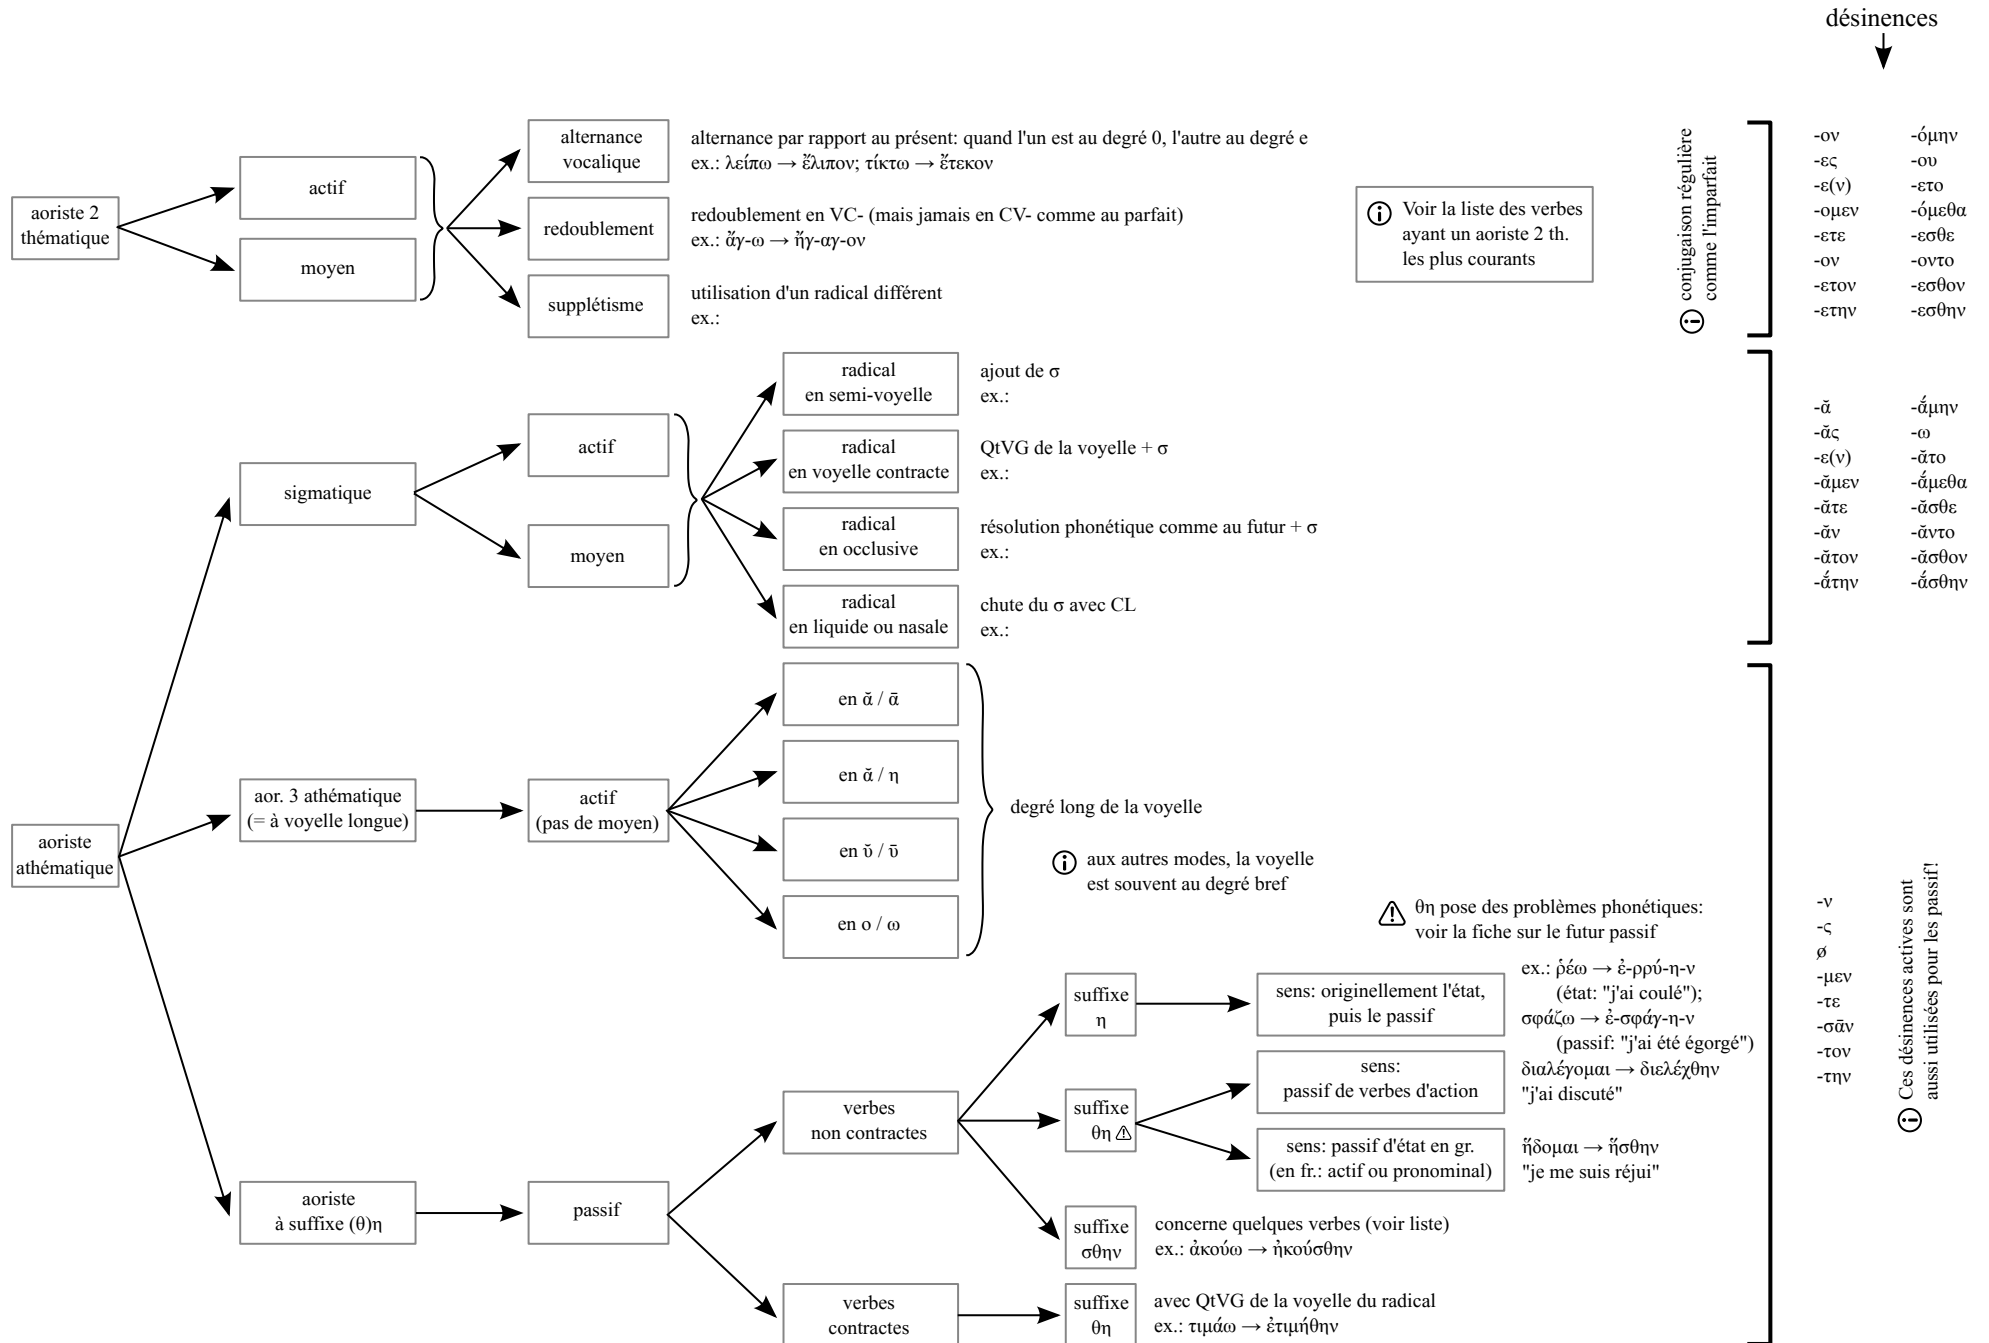 désinences
aoriste 2
thématique
actif
moyen
alternance
vocalique
alternance par rapport au présent: quand l'un est au degré 0, l'autre au degré e
ex.: λείπω → ἔλιπον; τίκτω → ἔτεκον
redoublement
redoublement en VC- (mais jamais en CV- comme au parfait)
ex.: ἄγ-ω → ἤγ-αγ-ον
supplétisme
utilisation d'un radical différent
ex.:
Voir la liste des verbes
ayant un aoriste 2 th.
les plus courants
conjugaison régulière
comme l'imparfait
-ον -όμην
-ες -ου
-ε(ν) -ετο
-ομεν -όμεθα
-ετε -εσθε
-ον -οντο
-ετον -εσθον
-ετην -εσθην
aoriste
athématique
sigmatique
actif
moyen
radical
en semi-voyelle
ajout de σ
ex.:
radical
en voyelle contracte
QtVG de la voyelle + σ
ex.:
radical
en occlusive
résolution phonétique comme au futur + σ
ex.:
radical
en liquide ou nasale
chute du σ avec CL
ex.:
-ᾰ -ᾰ́μην
-ᾰς -ω
-ε(ν) -ᾰτο
-ᾰμεν -ᾰ́μεθα
-ᾰτε -ᾰσθε
-ᾰν -ᾰντο
-ᾰτον -ᾰσθον
-ᾰ́την -ᾰ́σθην
aor. 3 athématique
(= à voyelle longue)
actif
(pas de moyen)
en ᾰ / ᾱ
en ᾰ / η
en ῠ / ῡ
en ο / ω
degré long de la voyelle
aux autres modes, la voyelle
est souvent au degré bref
θη pose des problèmes phonétiques:
voir la fiche sur le futur passif
aoriste
à suffixe (θ)η
passif
verbes
non contractes
suffixe
η
sens: originellement l'état,
puis le passif
ex.: ῥέω → ἐ-ρρύ-η-ν
(état: "j'ai coulé");
σφάζω → ἐ-σφάγ-η-ν
(passif: "j'ai été égorgé")
suffixe
θη
sens:
passif de verbes d'action
διαλέγομαι → διελέχθην
"j'ai discuté"
sens: passif d'état en gr.
(en fr.: actif ou pronominal)
ἥδομαι → ἥσθην
"je me suis réjui"
suffixe
σθην
concerne quelques verbes (voir liste)
ex.: ἀκούω → ἠκούσθην
verbes
contractes
suffixe
θη
avec QtVG de la voyelle du radical
ex.: τιμάω → ἐτιμήθην
-ν
-ς
ø
-μεν
-τε
-σᾱν
-τον
-την
Ces désinences actives sont
aussi utilisées pour les passif!